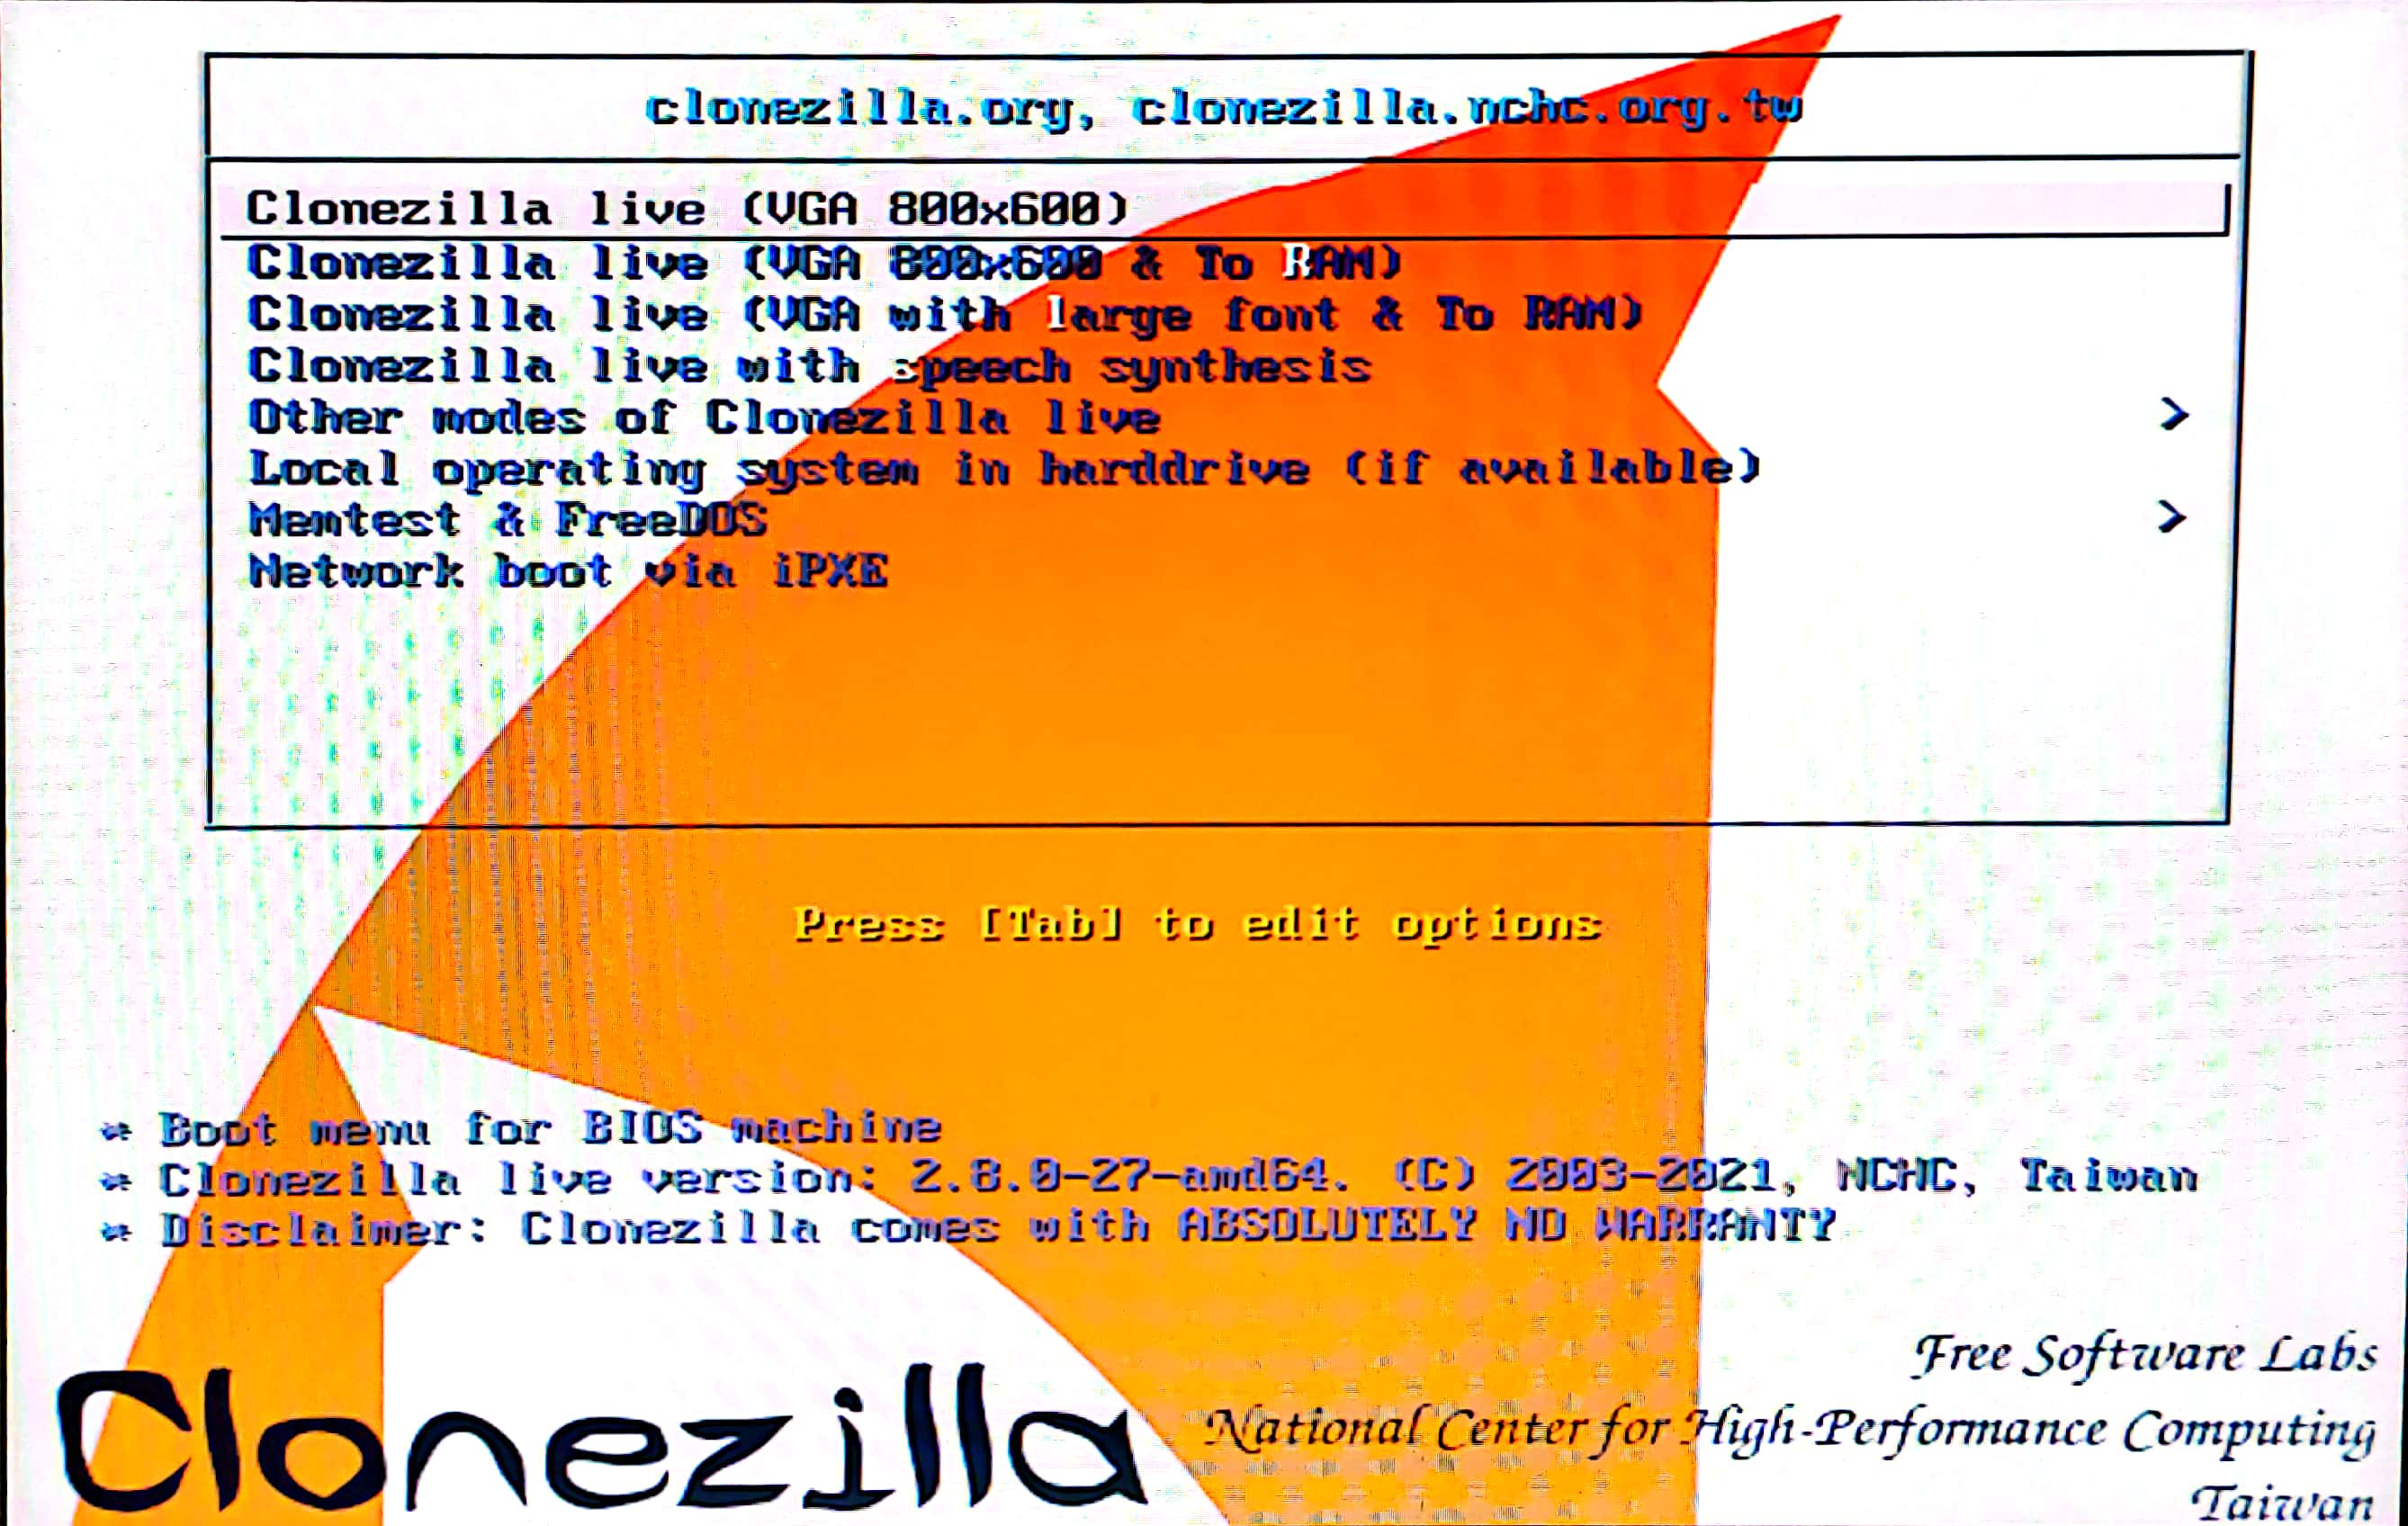 clonezilla.org, clonezilla.nchc.org.tw
Clonezilla live (VGA 800x600)
Clonezilla live (VGA 800x600 & To RAM)
Clonezilla live (VGA with large font & To RAM)
Clonezilla live with speech synthesis
Other modes of Clonezilla live >
Local operating system in harddrive (if available)
Memtest & FreeDOS >
Network boot via iPXE
Press [Tab] to edit options
* Boot menu for BIOS machine
* Clonezilla live version: 2.8.0-27-amd64. (C) 2003-2021, NCHC, Taiwan
* Disclaimer: Clonezilla comes with ABSOLUTELY NO WARRANTY
Free Software Labs
Clonezilla National Center for High-Performance Computing
Taiwan